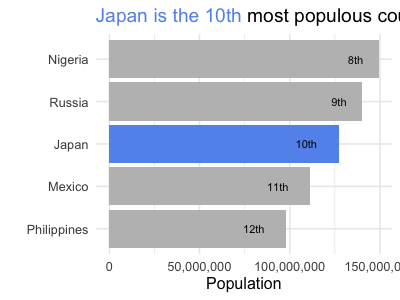 Japan is the 10th most populous cou
Nigeria 8th
Russia 9th
Japan 10th
Mexico 11th
Philippines 12th
0 50,000,000 100,000,000 150,000,0
Population